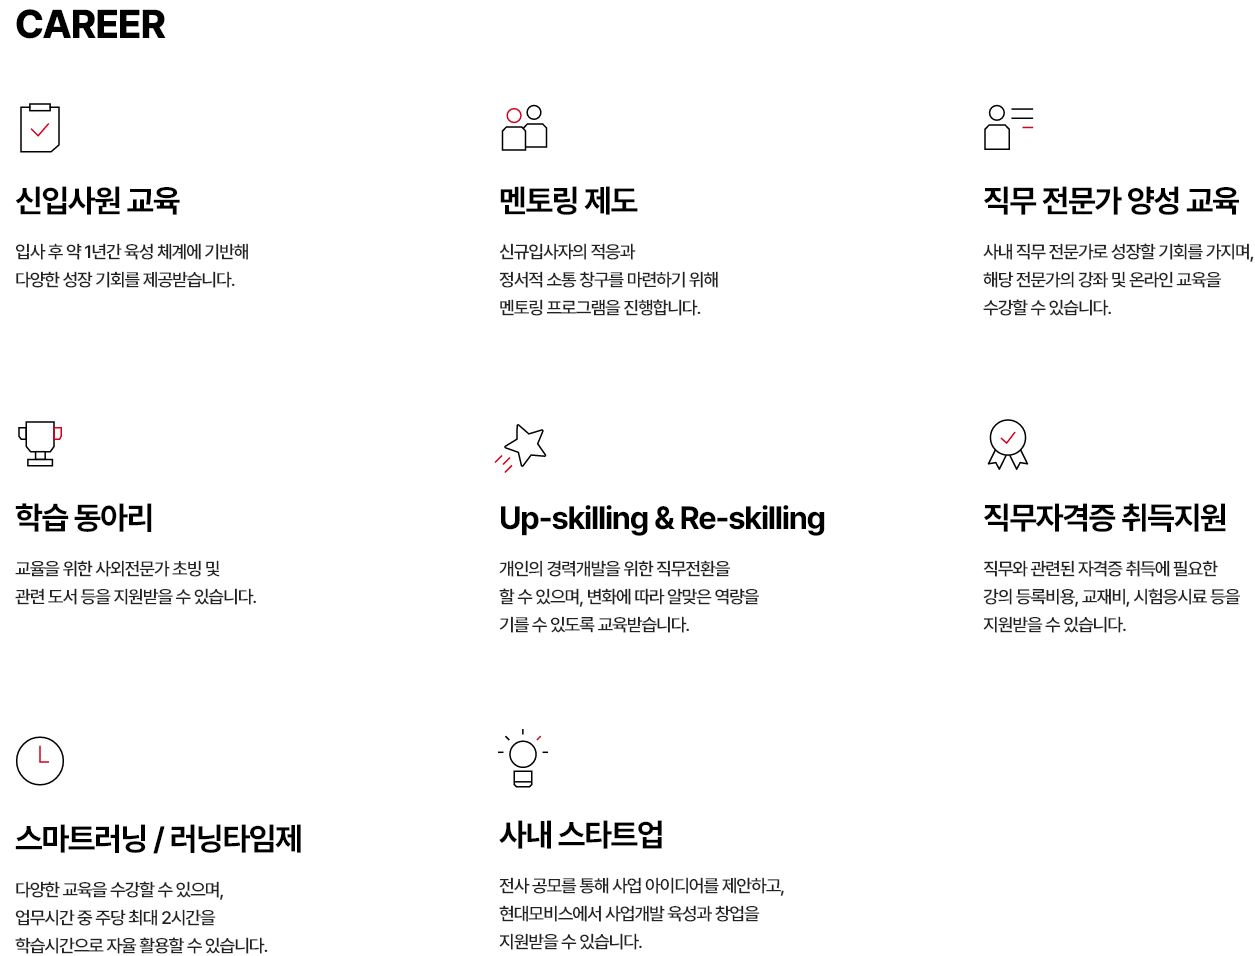 CAREER
신입사원 교육
입사 후 약 1년간 육성 체계에 기반해
다양한 성장 기회를 제공받습니다.
멘토링 제도
신규입사자의 적응과
정서적 소통 창구를 마련하기 위해
멘토링 프로그램을 진행합니다.
직무 전문가 양성 교육
사내 직무 전문가로 성장할 기회를 가지며,
해당 전문가의 강좌 및 온라인 교육을
수강할 수 있습니다.
학습 동아리
교율을 위한 사외전문가 초빙 및
관련 도서 등을 지원받을 수 있습니다.
Up-skilling & Re-skilling
개인의 경력개발을 위한 직무전환을
할 수 있으며, 변화에 따라 알맞은 역량을
기를 수 있도록 교육받습니다.
직무자격증 취득지원
직무와 관련된 자격증 취득에 필요한
강의 등록비용, 교재비, 시험응시료 등을
지원받을 수 있습니다.
스마트러닝 / 러닝타임제
다양한 교육을 수강할 수 있으며,
업무시간 중 주당 최대 2시간을
학습시간으로 자율 활용할 수 있습니다.
사내 스타트업
전사 공모를 통해 사업 아이디어를 제안하고,
현대모비스에서 사업개발 육성과 창업을
지원받을 수 있습니다.